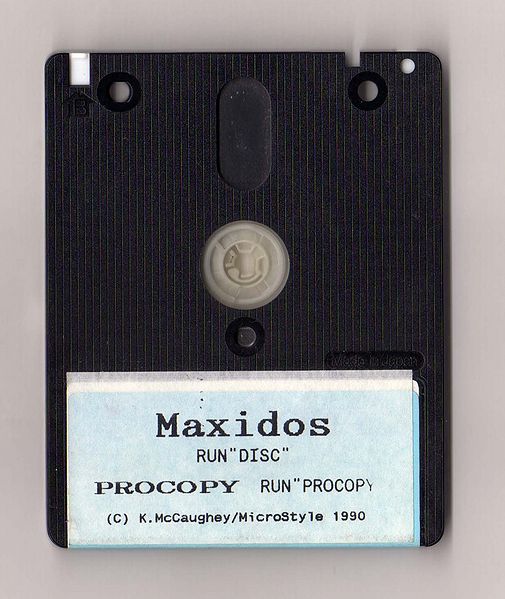 B
Made in Japan
Maxidos
RUN"DISC"
PROCOPY RUN"PROCOPY
(C) K.McCaughey/MicroStyle 1990